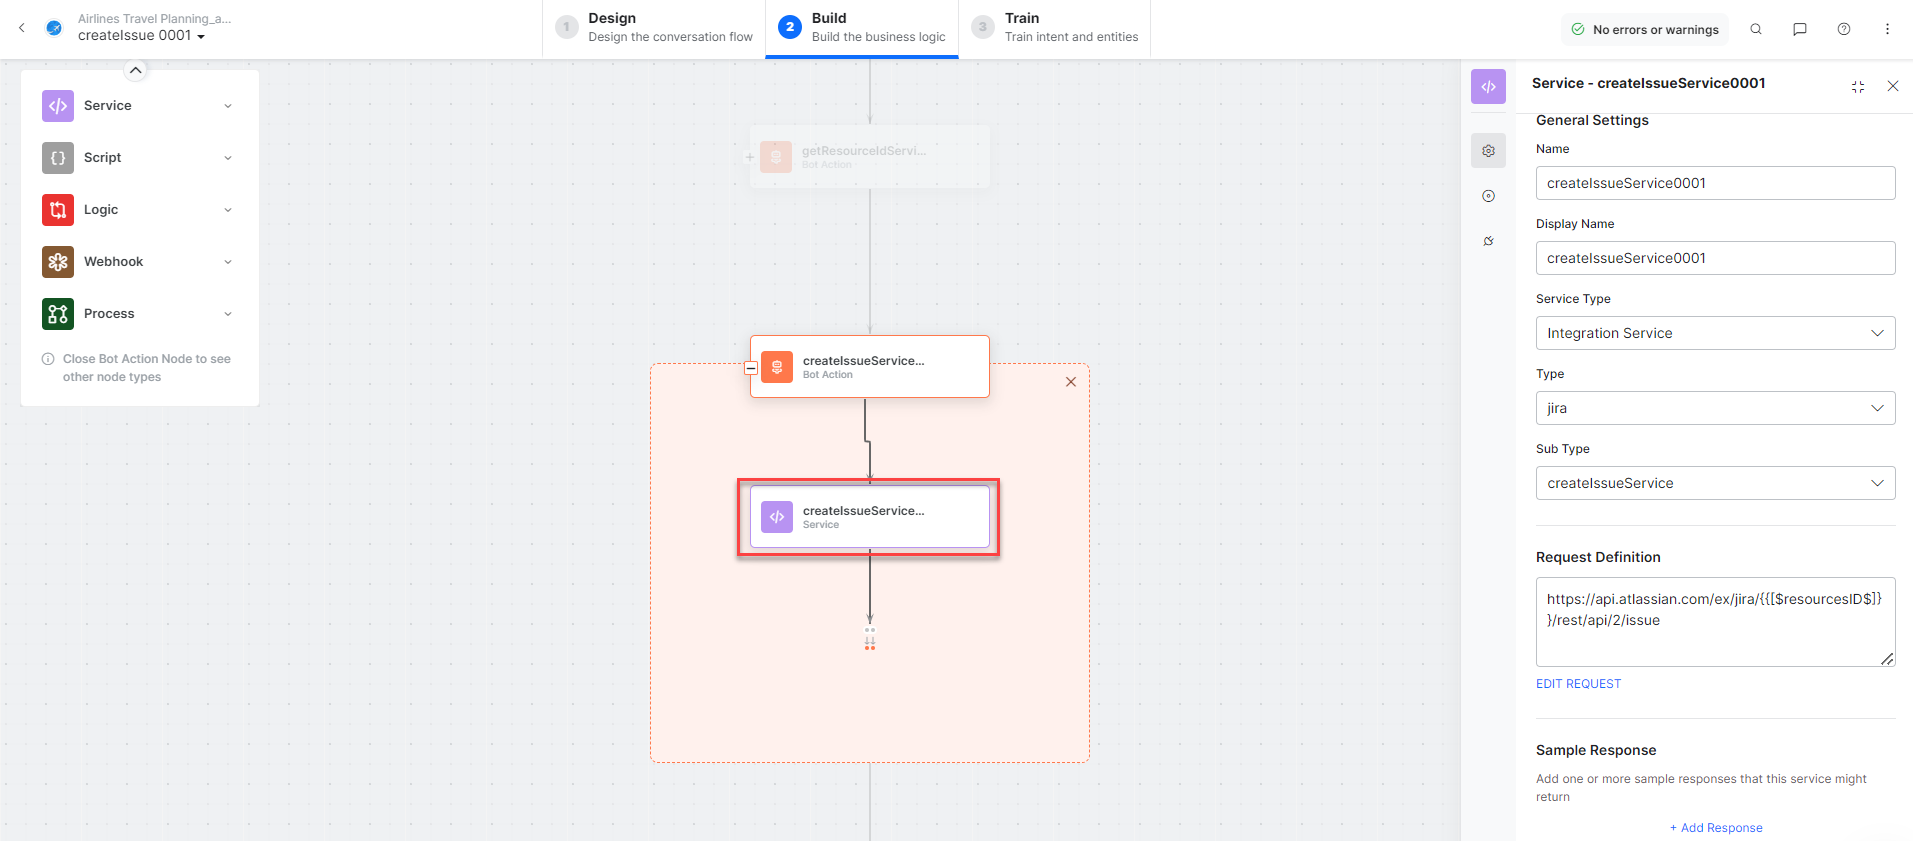 Airlines Travel Planning_a...
createIssue 0001
1
Design
Design the conversation flow
2
Build
Build the business logic
3
Train
Train intent and entities
No errors or warnings
Service
Script
Logic
Webhook
Process
Close Bot Action Node to see
other node types
getResourceIdServi...
Bot Action
createIssueService...
Bot Action
createIssueService...
Service
Service - createIssueService0001
General Settings
Name
createIssueService0001
Display Name
createIssueService0001
Service Type
Integration Service
Type
jira
Sub Type
createIssueService
Request Definition
https://api.atlassian.com/ex/jira/{{[$resourcesID$]}
}/rest/api/2/issue
EDIT REQUEST
Sample Response
Add one or more sample responses that this service might
return
+ Add Response